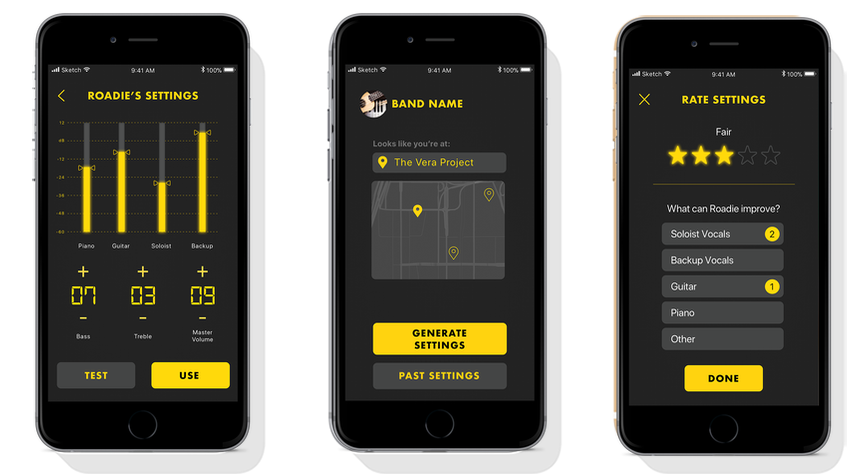 Sketch 9:41 AM 100%
ROADIE'S SETTINGS
12
-12
-24
-36
-48
-60
Piano Guitar Soloist Backup
+ + +
07 03 09
- - -
Bass Treble Master
Volume
TEST USE
Sketch 9:41 AM 100%
BAND NAME
Looks like you're at:
The Vera Project
GENERATE
SETTINGS
PAST SETTINGS
Sketch 9:41 AM 100%
RATE SETTINGS
Fair
What can Roadie improve?
Soloist Vocals 2
Backup Vocals
Guitar 1
Piano
Other
DONE